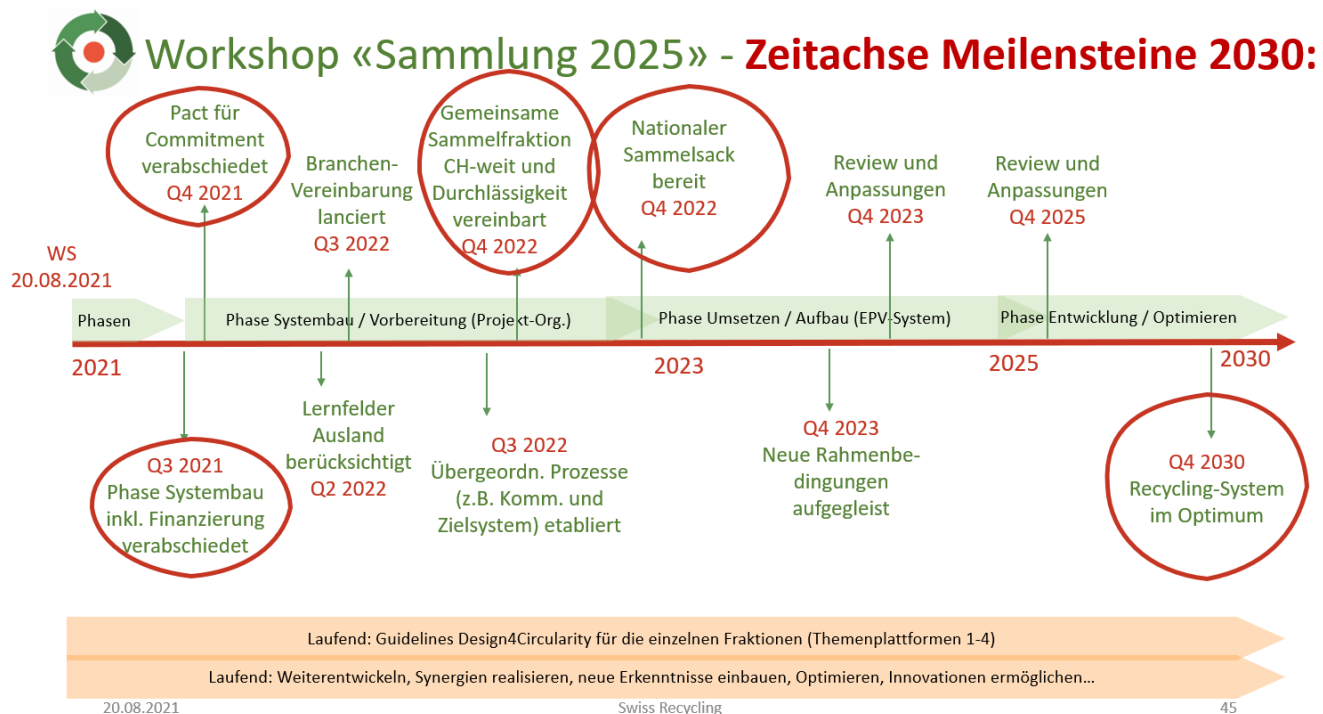 Workshop «Sammlung 2025» - Zeitachse Meilensteine 2030:
Pact für
Commitment
verabschiedet
Q4 2021
Branchen-
Vereinbarung
lanciert
Q3 2022
Gemeinsame
Sammelfraktion
CH-weit und
Durchlässigkeit
vereinbart
Q4 2022
Nationaler
Sammelsack
bereit
Q4 2022
Review und
Anpassungen
Q4 2023
Review und
Anpassungen
Q4 2025
WS
20.08.2021
Phasen
Phase Systembau / Vorbereitung (Projekt-Org.)
Phase Umsetzen / Aufbau (EPV-System)
Phase Entwicklung / Optimieren
2021
2023
2025
2030
Q3 2021
Phase Systembau
inkl. Finanzierung
verabschiedet
Lernfelder
Ausland
berücksichtigt
Q2 2022
Q3 2022
Übergeordn. Prozesse
(z.B. Komm. und
Zielsystem) etabliert
Q4 2023
Neue Rahmenbe-
dingungen
aufgegleist
Q4 2030
Recycling-System
im Optimum
Laufend: Guidelines Design4Circularity für die einzelnen Fraktionen (Themenplattformen 1-4)
Laufend: Weiterentwickeln, Synergien realisieren, neue Erkenntnisse einbauen, Optimieren, Innovationen ermöglichen…
20.08.2021
Swiss Recycling
45